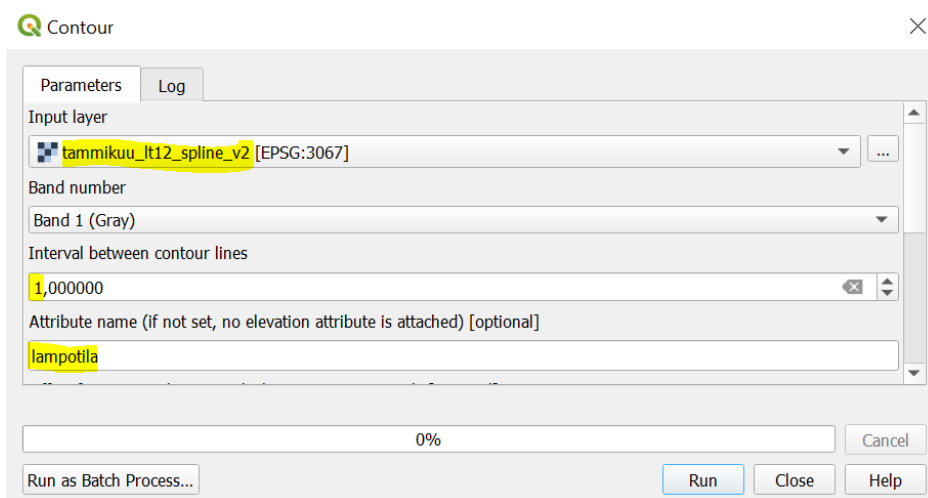 Contour
Parameters Log
Input layer
tammikuu_lt12_spline_v2 [EPSG:3067]
...
Band number
Band 1 (Gray)
Interval between contour lines
1,000000
Attribute name (if not set, no elevation attribute is attached) [optional]
lampotila
0%
Cancel
Run as Batch Process...
Run Close Help